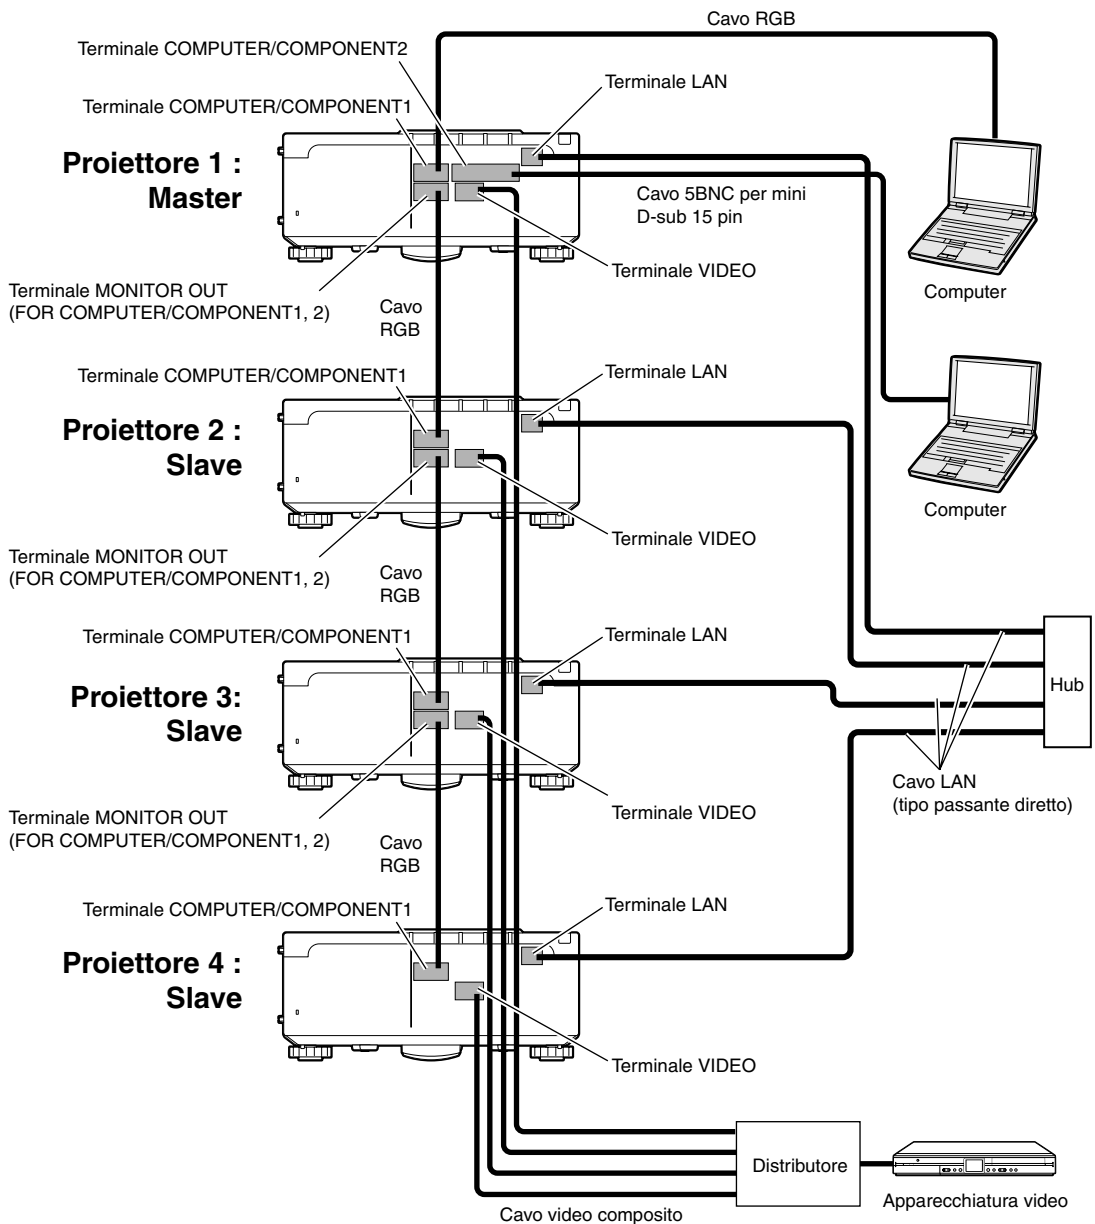 Cavo RGB
Terminale COMPUTER/COMPONENT2
Terminale LAN
Terminale COMPUTER/COMPONENT1
Proiettore 1 :
Master
Cavo 5BNC per mini
D-sub 15 pin
Terminale VIDEO
Terminale MONITOR OUT
(FOR COMPUTER/COMPONENT1, 2)
Cavo
RGB
Computer
Terminale COMPUTER/COMPONENT1
Terminale LAN
Proiettore 2 :
Slave
Computer
Terminale VIDEO
Terminale MONITOR OUT
(FOR COMPUTER/COMPONENT1, 2)
Cavo
RGB
Terminale COMPUTER/COMPONENT1
Terminale LAN
Proiettore 3:
Slave
Hub
Cavo LAN
(tipo passante diretto)
Terminale VIDEO
Terminale MONITOR OUT
(FOR COMPUTER/COMPONENT1, 2)
Cavo
RGB
Terminale COMPUTER/COMPONENT1
Terminale LAN
Proiettore 4 :
Slave
Terminale VIDEO
Distributore
Apparecchiatura video
Cavo video composito